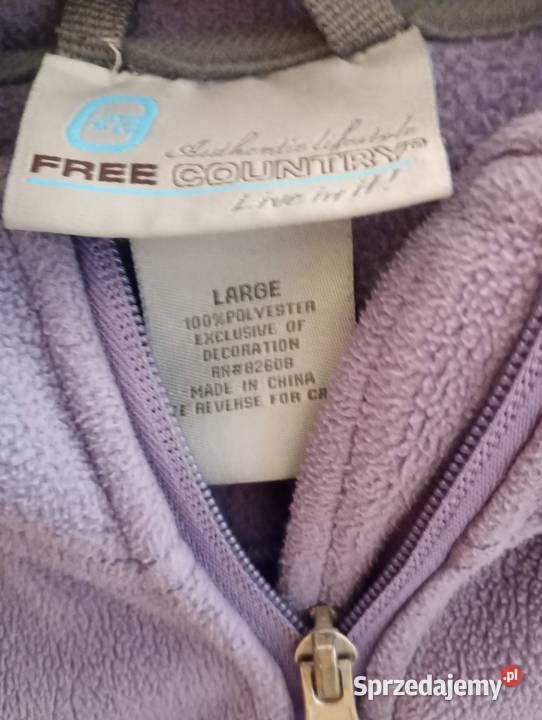 Authentic lifestyle
FREE COUNTRY®
Live in it!
LARGE
100%POLYESTER
EXCLUSIVE OF
DECORATION
RN#82608
MADE IN CHINA
E REVERSE FOR CA
Sprzedajemy.pl